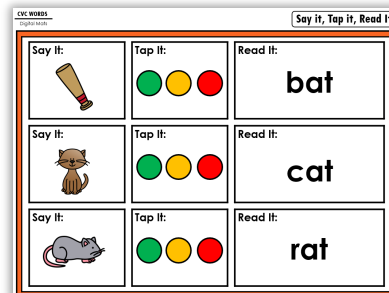 CVC WORDS
Digital Mats
Say it, Tap it, Read It
Say It: Tap It: Read It:
bat
Say It: Tap It: Read It:
cat
Say It: Tap It: Read It:
rat